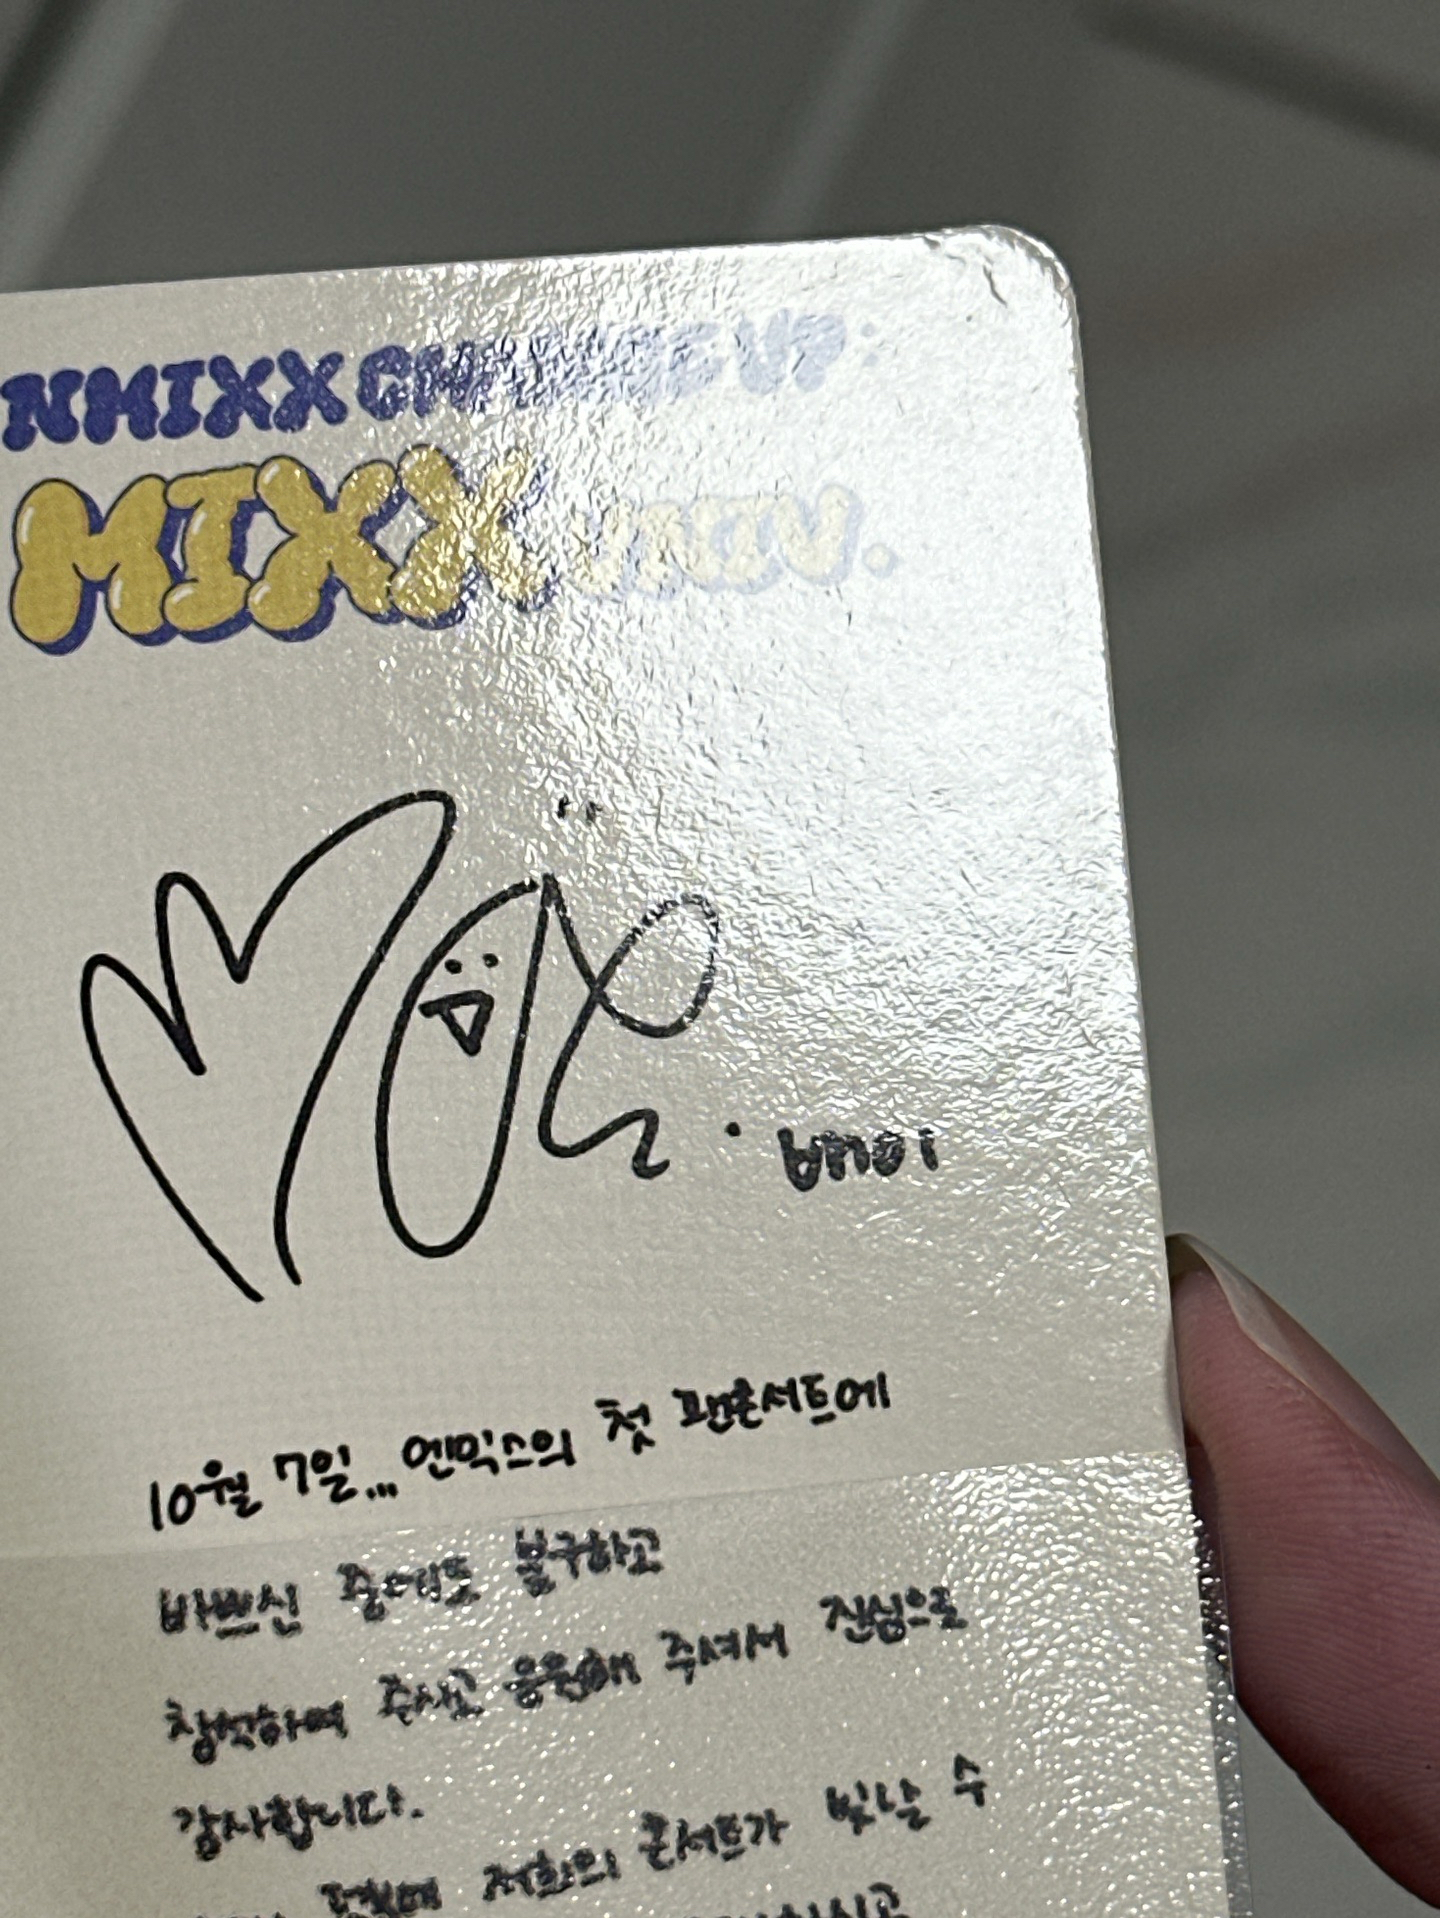 NMIXX CHANGE UP:
MIXX UNIV.
배이
10월 7일... 엔믹스의 첫 팬콘서트에
바쁘신 중에도 불구하고
참석하여 주시고 응원해 주셔서 진심으로
감사합니다.
덕분에 저희의 콘서트가 빛날 수